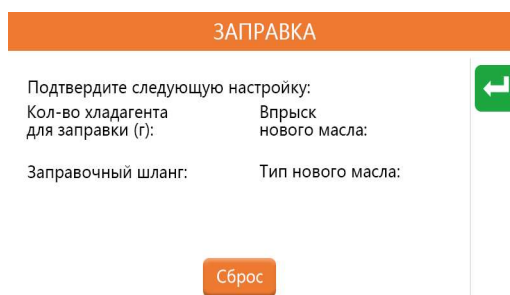 ЗАПРАВКА
Подтвердите следующую настройку:
Кол-во хладагента
для заправки (г):
Впрыск
нового масла:
Заправочный шланг:
Тип нового масла:
Сброс